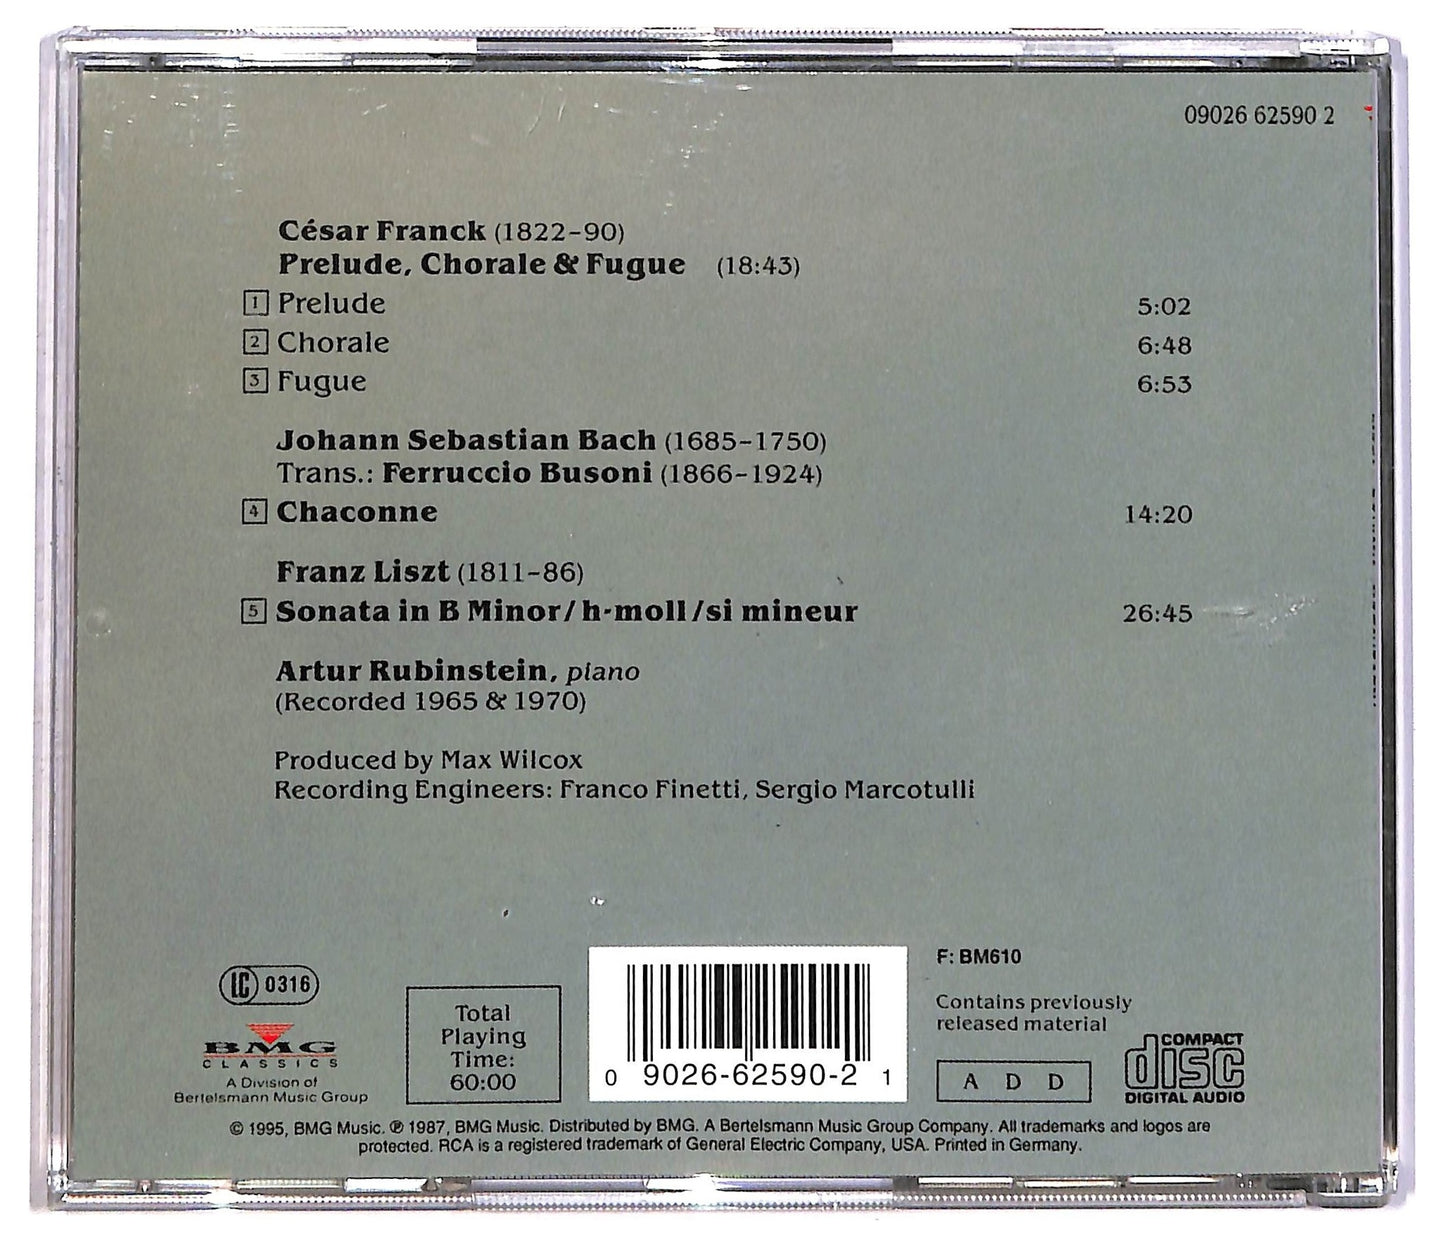 09026 62590 2
César Franck (1822–90)
Prelude, Chorale & Fugue (18:43)
1 Prelude 5:02
2 Chorale 6:48
3 Fugue 6:53
Johann Sebastian Bach (1685–1750)
Trans.: Ferruccio Busoni (1866–1924)
4 Chaconne 14:20
Franz Liszt (1811–86)
5 Sonata in B Minor/h-moll/si mineur 26:45
Artur Rubinstein, piano
(Recorded 1965 & 1970)
Produced by Max Wilcox
Recording Engineers: Franco Finetti, Sergio Marcotulli
LC 0316
BMG
CLASSICS
A Division of
Bertelsmann Music Group
Total
Playing
Time:
60:00
0 9026-62590-2 1
F: BM610
Contains previously
released material
A D D
COMPACT
disc
DIGITAL AUDIO
© 1995, BMG Music. ℗ 1987, BMG Music. Distributed by BMG. A Bertelsmann Music Group Company. All trademarks and logos are
protected. RCA is a registered trademark of General Electric Company, USA. Printed in Germany.